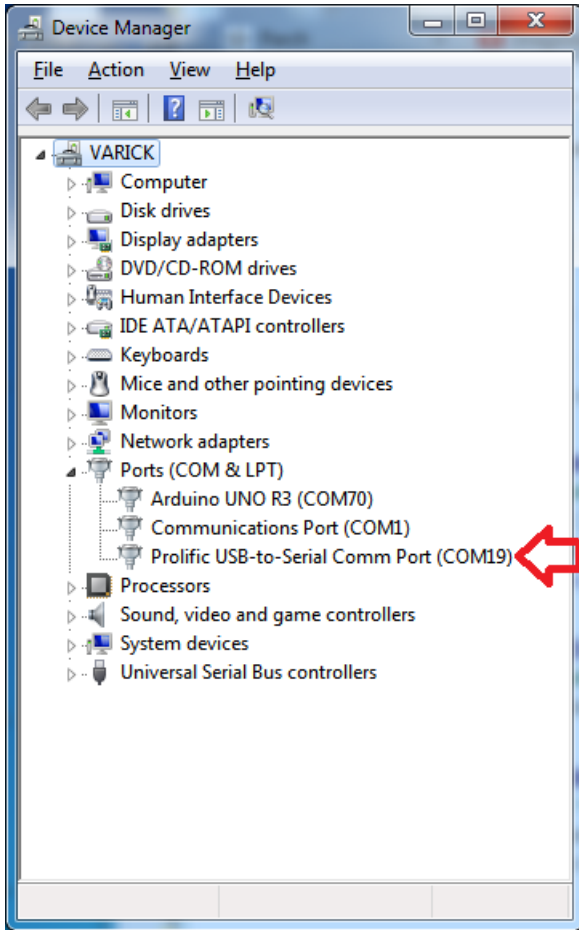 Device Manager
File Action View Help
VARICK
Computer
Disk drives
Display adapters
DVD/CD-ROM drives
Human Interface Devices
IDE ATA/ATAPI controllers
Keyboards
Mice and other pointing devices
Monitors
Network adapters
Ports (COM & LPT)
Arduino UNO R3 (COM70)
Communications Port (COM1)
Prolific USB-to-Serial Comm Port (COM19)
Processors
Sound, video and game controllers
System devices
Universal Serial Bus controllers